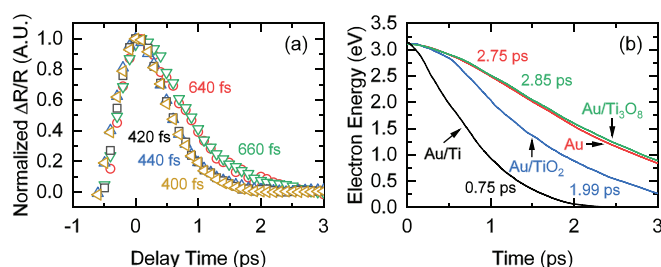 (a)
Normalized ΔR/R (A.U.)
1.0
0.8
0.6
0.4
0.2
0.0
640 fs
420 fs
440 fs
660 fs
400 fs
-1 0 1 2 3
Delay Time (ps)
(b)
Electron Energy (eV)
3.5
3.0
2.5
2.0
1.5
1.0
0.5
0.0
2.75 ps
2.85 ps
Au/Ti₃O₈
Au
Au/Ti
Au/TiO₂
0.75 ps
1.99 ps
0 1 2 3
Time (ps)